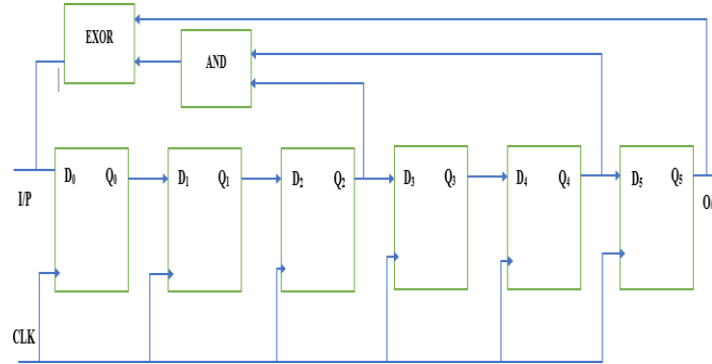 EXOR
AND
D₀ Q₀ D₁ Q₁ D₂ Q₂ D₃ Q₃ D₄ Q₄ D₅ Q₅
I/P
CLK